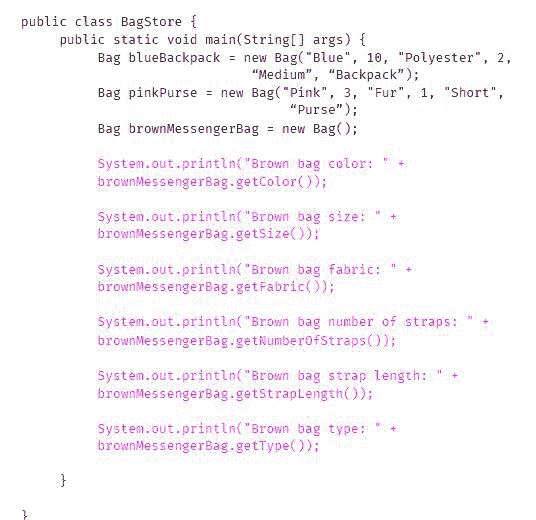 public class BagStore {
public static void main(String[] args) {
Bag blueBackpack = new Bag("Blue", 10, "Polyester", 2,
“Medium”, “Backpack”);
Bag pinkPurse = new Bag("Pink", 3, "Fur", 1, "Short",
“Purse”);
Bag brownMessengerBag = new Bag();
System.out.println("Brown bag color: " +
brownMessengerBag.getColor());
System.out.println("Brown bag size: " +
brownMessengerBag.getSize());
System.out.println("Brown bag fabric: " +
brownMessengerBag.getFabric());
System.out.println("Brown bag number of straps: " +
brownMessengerBag.getNumberOfStraps());
System.out.println("Brown bag strap length: " +
brownMessengerBag.getStrapLength());
System.out.println("Brown bag type: " +
brownMessengerBag.getType());
}
}